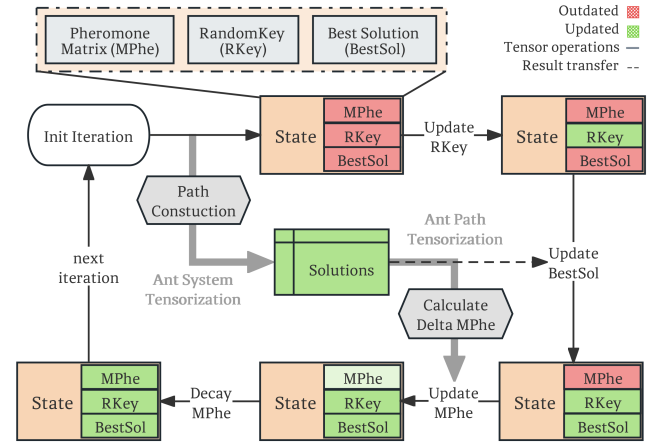 Outdated
Updated
Tensor operations
Result transfer
Pheromone
Matrix (MPhe)
RandomKey
(RKey)
Best Solution
(BestSol)
Init Iteration
State
MPhe
RKey
BestSol
Update
RKey
State
MPhe
RKey
BestSol
Path
Constuction
Ant System
Tensorization
Solutions
Ant Path
Tensorization
Update
BestSol
Calculate
Delta MPhe
next
iteration
State
MPhe
RKey
BestSol
Decay
MPhe
State
MPhe
RKey
BestSol
Update
MPhe
State
MPhe
RKey
BestSol